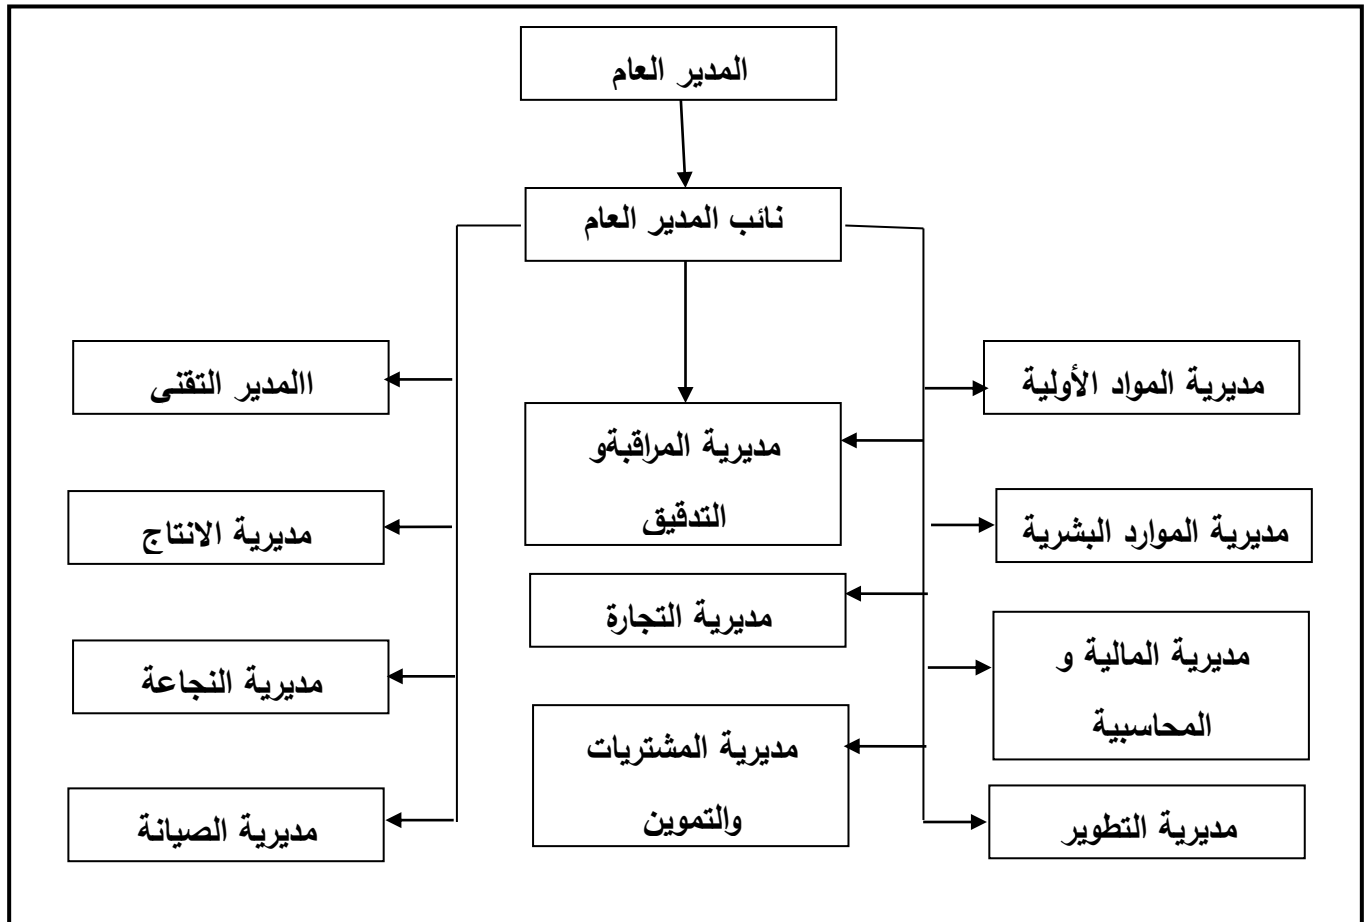 المدير العام
نائب المدير العام
مديرية المواد الأولية
االمدير التقنى
مديرية المراقبةو
التدقيق
مديرية الموارد البشرية
مديرية الانتاج
مديرية التجارة
مديرية المالية و
المحاسبية
مديرية النجاعة
مديرية المشتريات
والتموين
مديرية التطوير
مديرية الصيانة